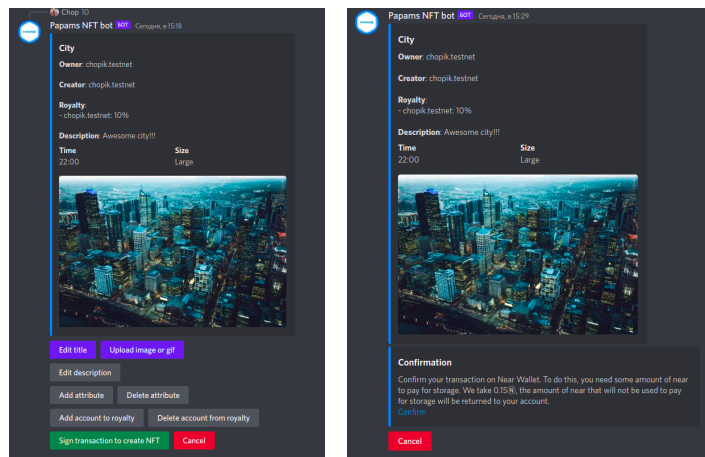 Chop 10
Papams NFT bot БОТ Сегодня, в 15:18
City
Owner: chopik.testnet
Creator: chopik.testnet
Royalty:
- chopik.testnet: 10%
Description: Awesome city!!!
Time Size
22:00 Large
Edit title Upload image or gif
Edit description
Add attribute Delete attribute
Add account to royalty Delete account from royalty
Sign transaction to create NFT Cancel
Papams NFT bot БОТ Сегодня, в 15:29
City
Owner: chopik.testnet
Creator: chopik.testnet
Royalty:
- chopik.testnet: 10%
Description: Awesome city!!!
Time Size
22:00 Large
Confirmation
Confirm your transaction on Near Wallet. To do this, you need some amount of near
to pay for storage. We take 0.15Ⓝ, the amount of near that will not be used to pay
for storage will be returned to your account.
Confirm
Cancel